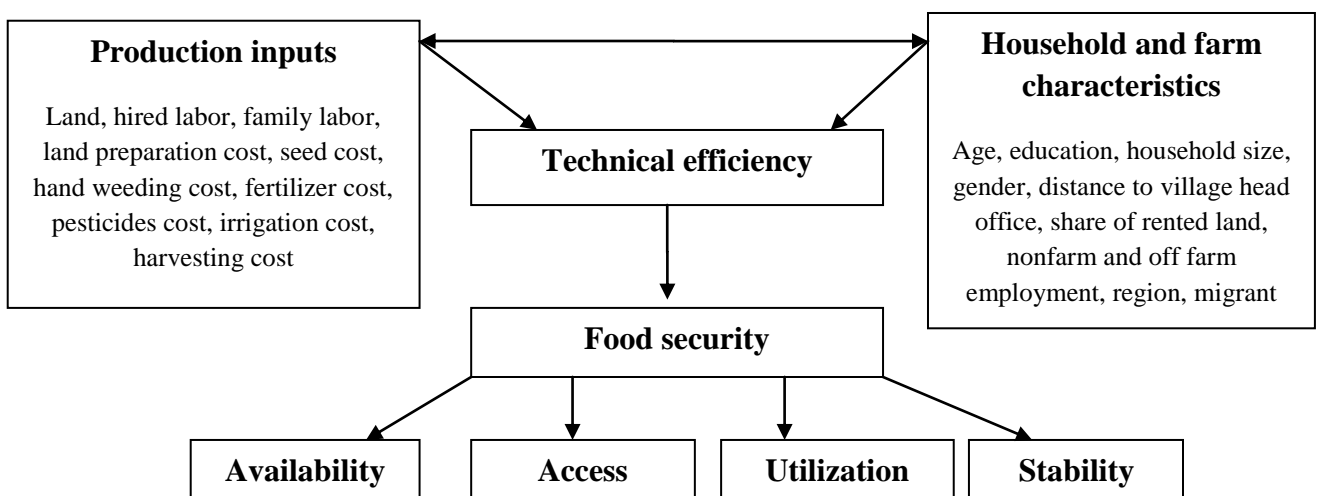 Production inputs
Land, hired labor, family labor,
land preparation cost, seed cost,
hand weeding cost, fertilizer cost,
pesticides cost, irrigation cost,
harvesting cost
Household and farm
characteristics
Age, education, household size,
gender, distance to village head
office, share of rented land,
nonfarm and off farm
employment, region, migrant
Technical efficiency
Food security
Availability
Access
Utilization
Stability